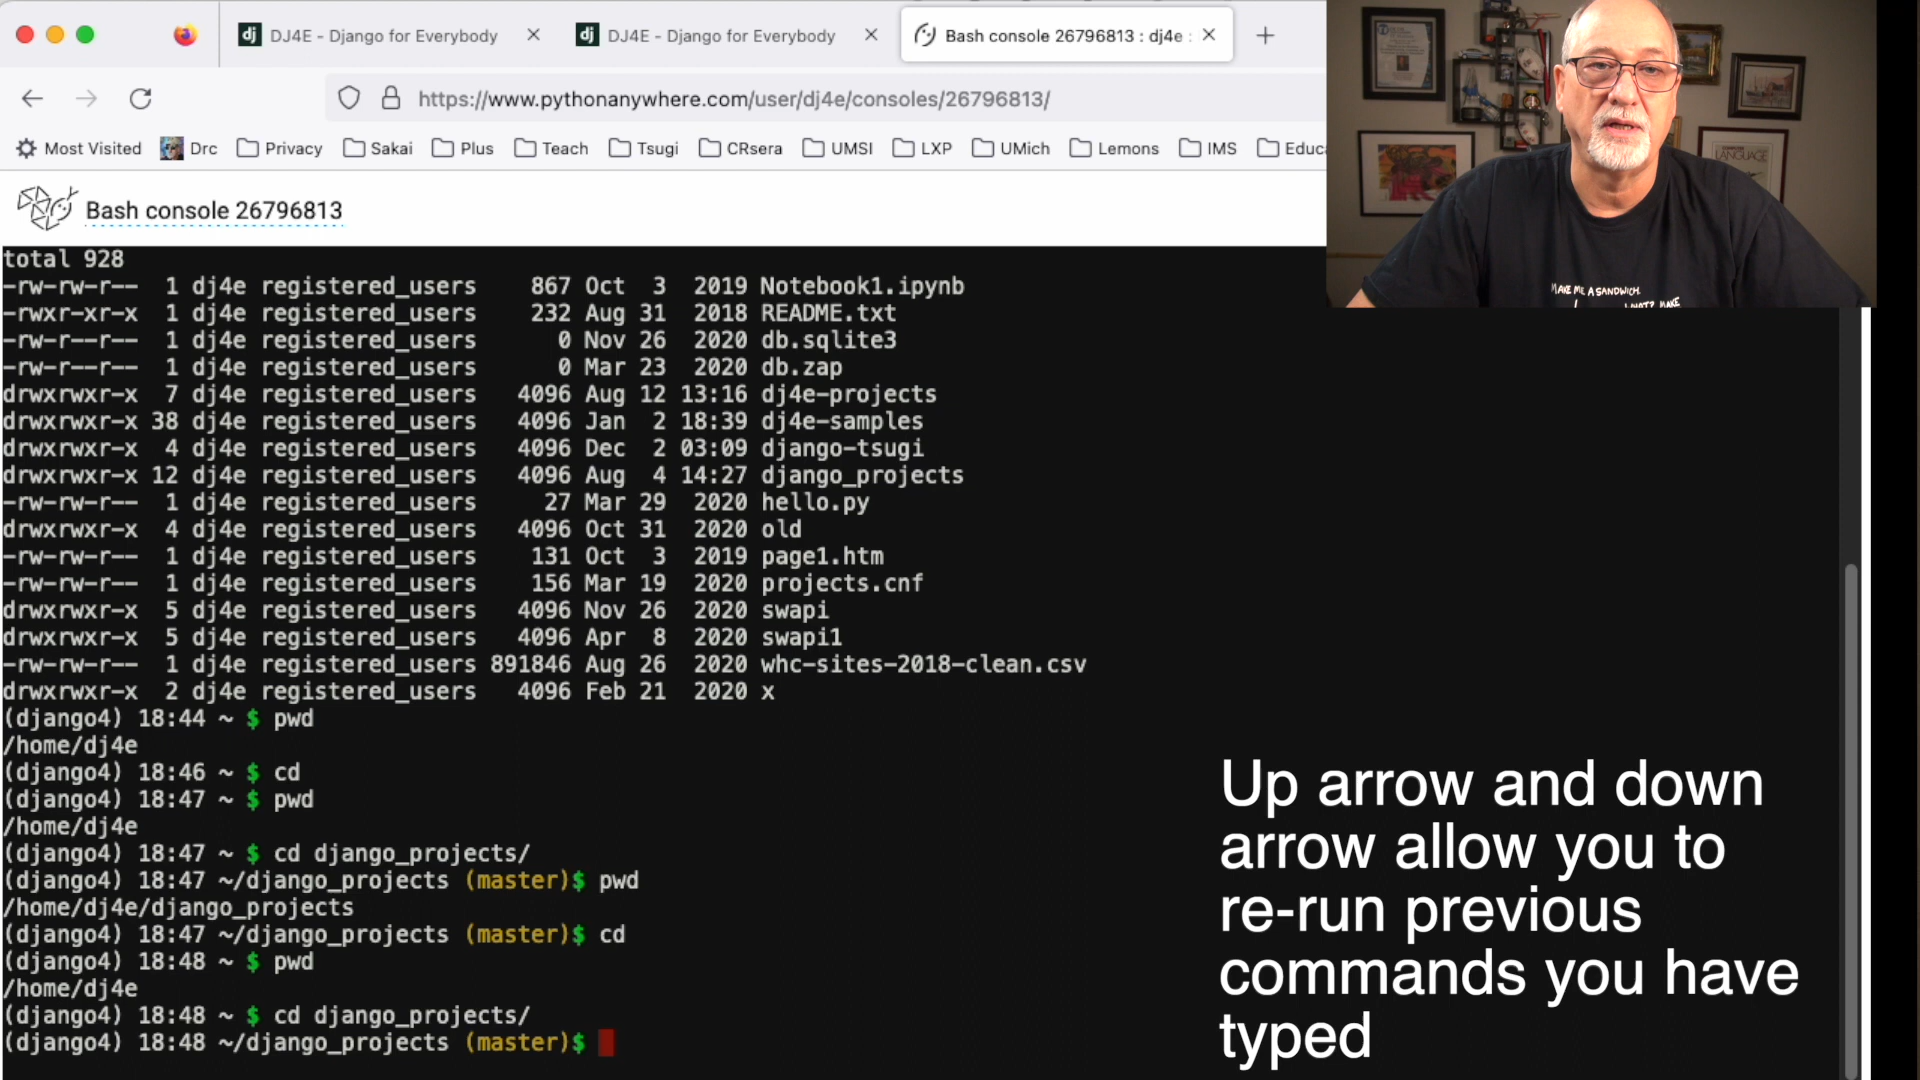 DJ4E - Django for Everybody
DJ4E - Django for Everybody
Bash console 26796813 : dj4e :
https://www.pythonanywhere.com/user/dj4e/consoles/26796813/
Most Visited Drc Privacy Sakai Plus Teach Tsugi CRsera UMSI LXP UMich Lemons IMS Educa
Bash console 26796813
total 928
-rw-rw-r-- 1 dj4e registered_users 867 Oct 3 2019 Notebook1.ipynb
-rwxr-xr-x 1 dj4e registered_users 232 Aug 31 2018 README.txt
-rw-r--r-- 1 dj4e registered_users 0 Nov 26 2020 db.sqlite3
-rw-r--r-- 1 dj4e registered_users 0 Mar 23 2020 db.zap
drwxrwxr-x 7 dj4e registered_users 4096 Aug 12 13:16 dj4e-projects
drwxrwxr-x 38 dj4e registered_users 4096 Jan 2 18:39 dj4e-samples
drwxrwxr-x 4 dj4e registered_users 4096 Dec 2 03:09 django-tsugi
drwxrwxr-x 12 dj4e registered_users 4096 Aug 4 14:27 django_projects
-rw-rw-r-- 1 dj4e registered_users 27 Mar 29 2020 hello.py
drwxrwxr-x 4 dj4e registered_users 4096 Oct 31 2020 old
-rw-rw-r-- 1 dj4e registered_users 131 Oct 3 2019 page1.htm
-rw-rw-r-- 1 dj4e registered_users 156 Mar 19 2020 projects.cnf
drwxrwxr-x 5 dj4e registered_users 4096 Nov 26 2020 swapi
drwxrwxr-x 5 dj4e registered_users 4096 Apr 8 2020 swapi1
-rw-rw-r-- 1 dj4e registered_users 891846 Aug 26 2020 whc-sites-2018-clean.csv
drwxrwxr-x 2 dj4e registered_users 4096 Feb 21 2020 x
(django4) 18:44 ~ $ pwd
/home/dj4e
(django4) 18:46 ~ $ cd
(django4) 18:47 ~ $ pwd
/home/dj4e
(django4) 18:47 ~ $ cd django_projects/
(django4) 18:47 ~/django_projects (master)$ pwd
/home/dj4e/django_projects
(django4) 18:47 ~/django_projects (master)$ cd
(django4) 18:48 ~ $ pwd
/home/dj4e
(django4) 18:48 ~ $ cd django_projects/
(django4) 18:48 ~/django_projects (master)$
LANGUAGE
MAKE ME A SANDWICH.
WHAT? MAKE
Up arrow and down
arrow allow you to
re-run previous
commands you have
typed